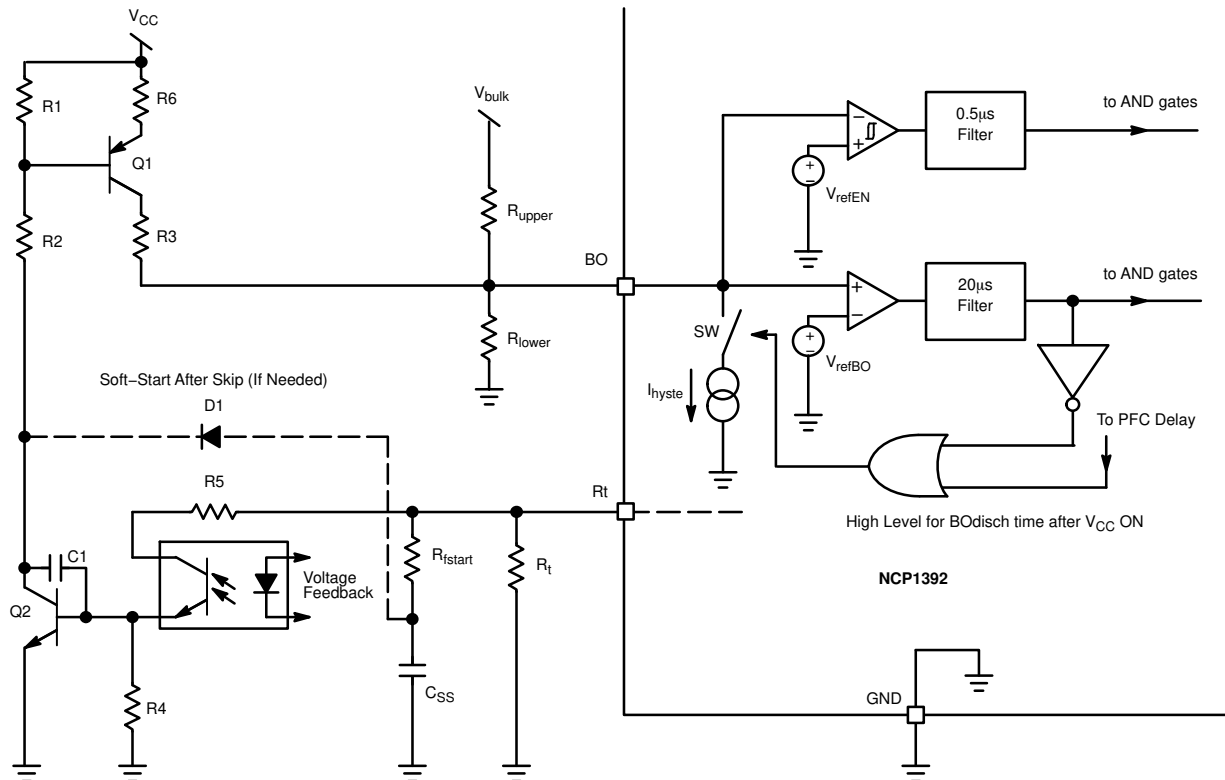 V_CC
R1
R6
Q1
R2
R3
V_bulk
R_upper
BO
R_lower
0.5μs
Filter
to AND gates
V_refEN
20μs
Filter
to AND gates
SW
V_refBO
I_hyste
To PFC Delay
High Level for BOdisch time after V_CC ON
Soft–Start After Skip (If Needed)
D1
R5
Rt
C1
Q2
Voltage
Feedback
R_fstart
R_t
R4
C_SS
NCP1392
GND